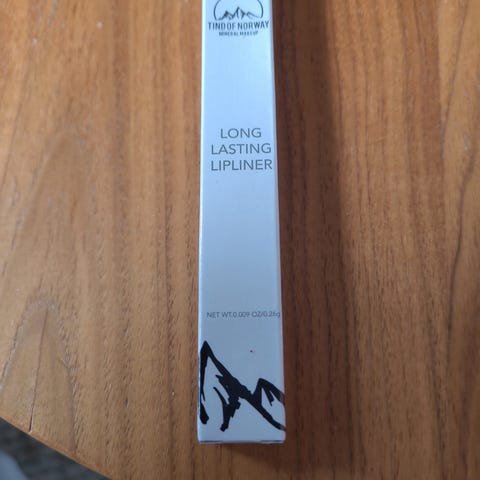 TIND OF NORWAY
MINERAL MAKEUP
LONG
LASTING
LIPLINER
NET WT.0.009 OZ/0.26g